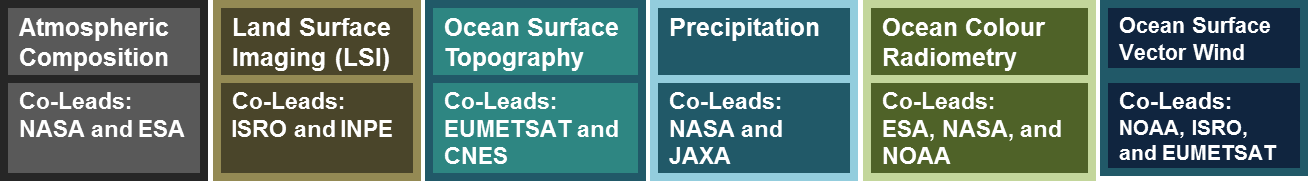 Atmospheric
Composition
Co-Leads:
NASA and ESA
Land Surface
Imaging (LSI)
Co-Leads:
ISRO and INPE
Ocean Surface
Topography
Co-Leads:
EUMETSAT and
CNES
Precipitation
Co-Leads:
NASA and
JAXA
Ocean Colour
Radiometry
Co-Leads:
ESA, NASA, and
NOAA
Ocean Surface
Vector Wind
Co-Leads:
NOAA, ISRO,
and EUMETSAT